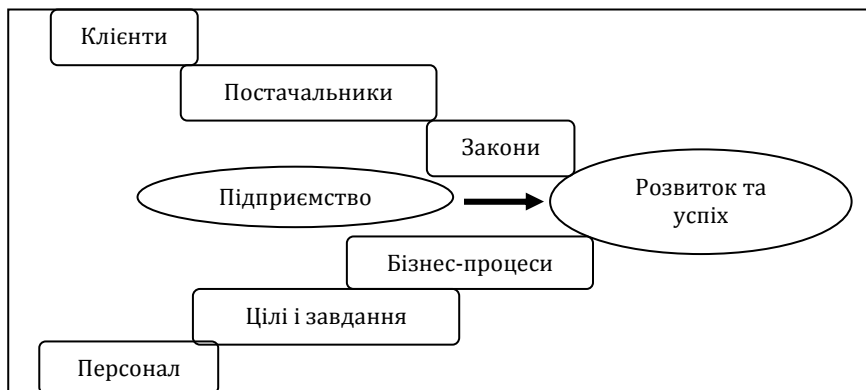 Клієнти
Постачальники
Закони
Підприємство
Розвиток та
успіх
Бізнес-процеси
Цілі і завдання
Персонал